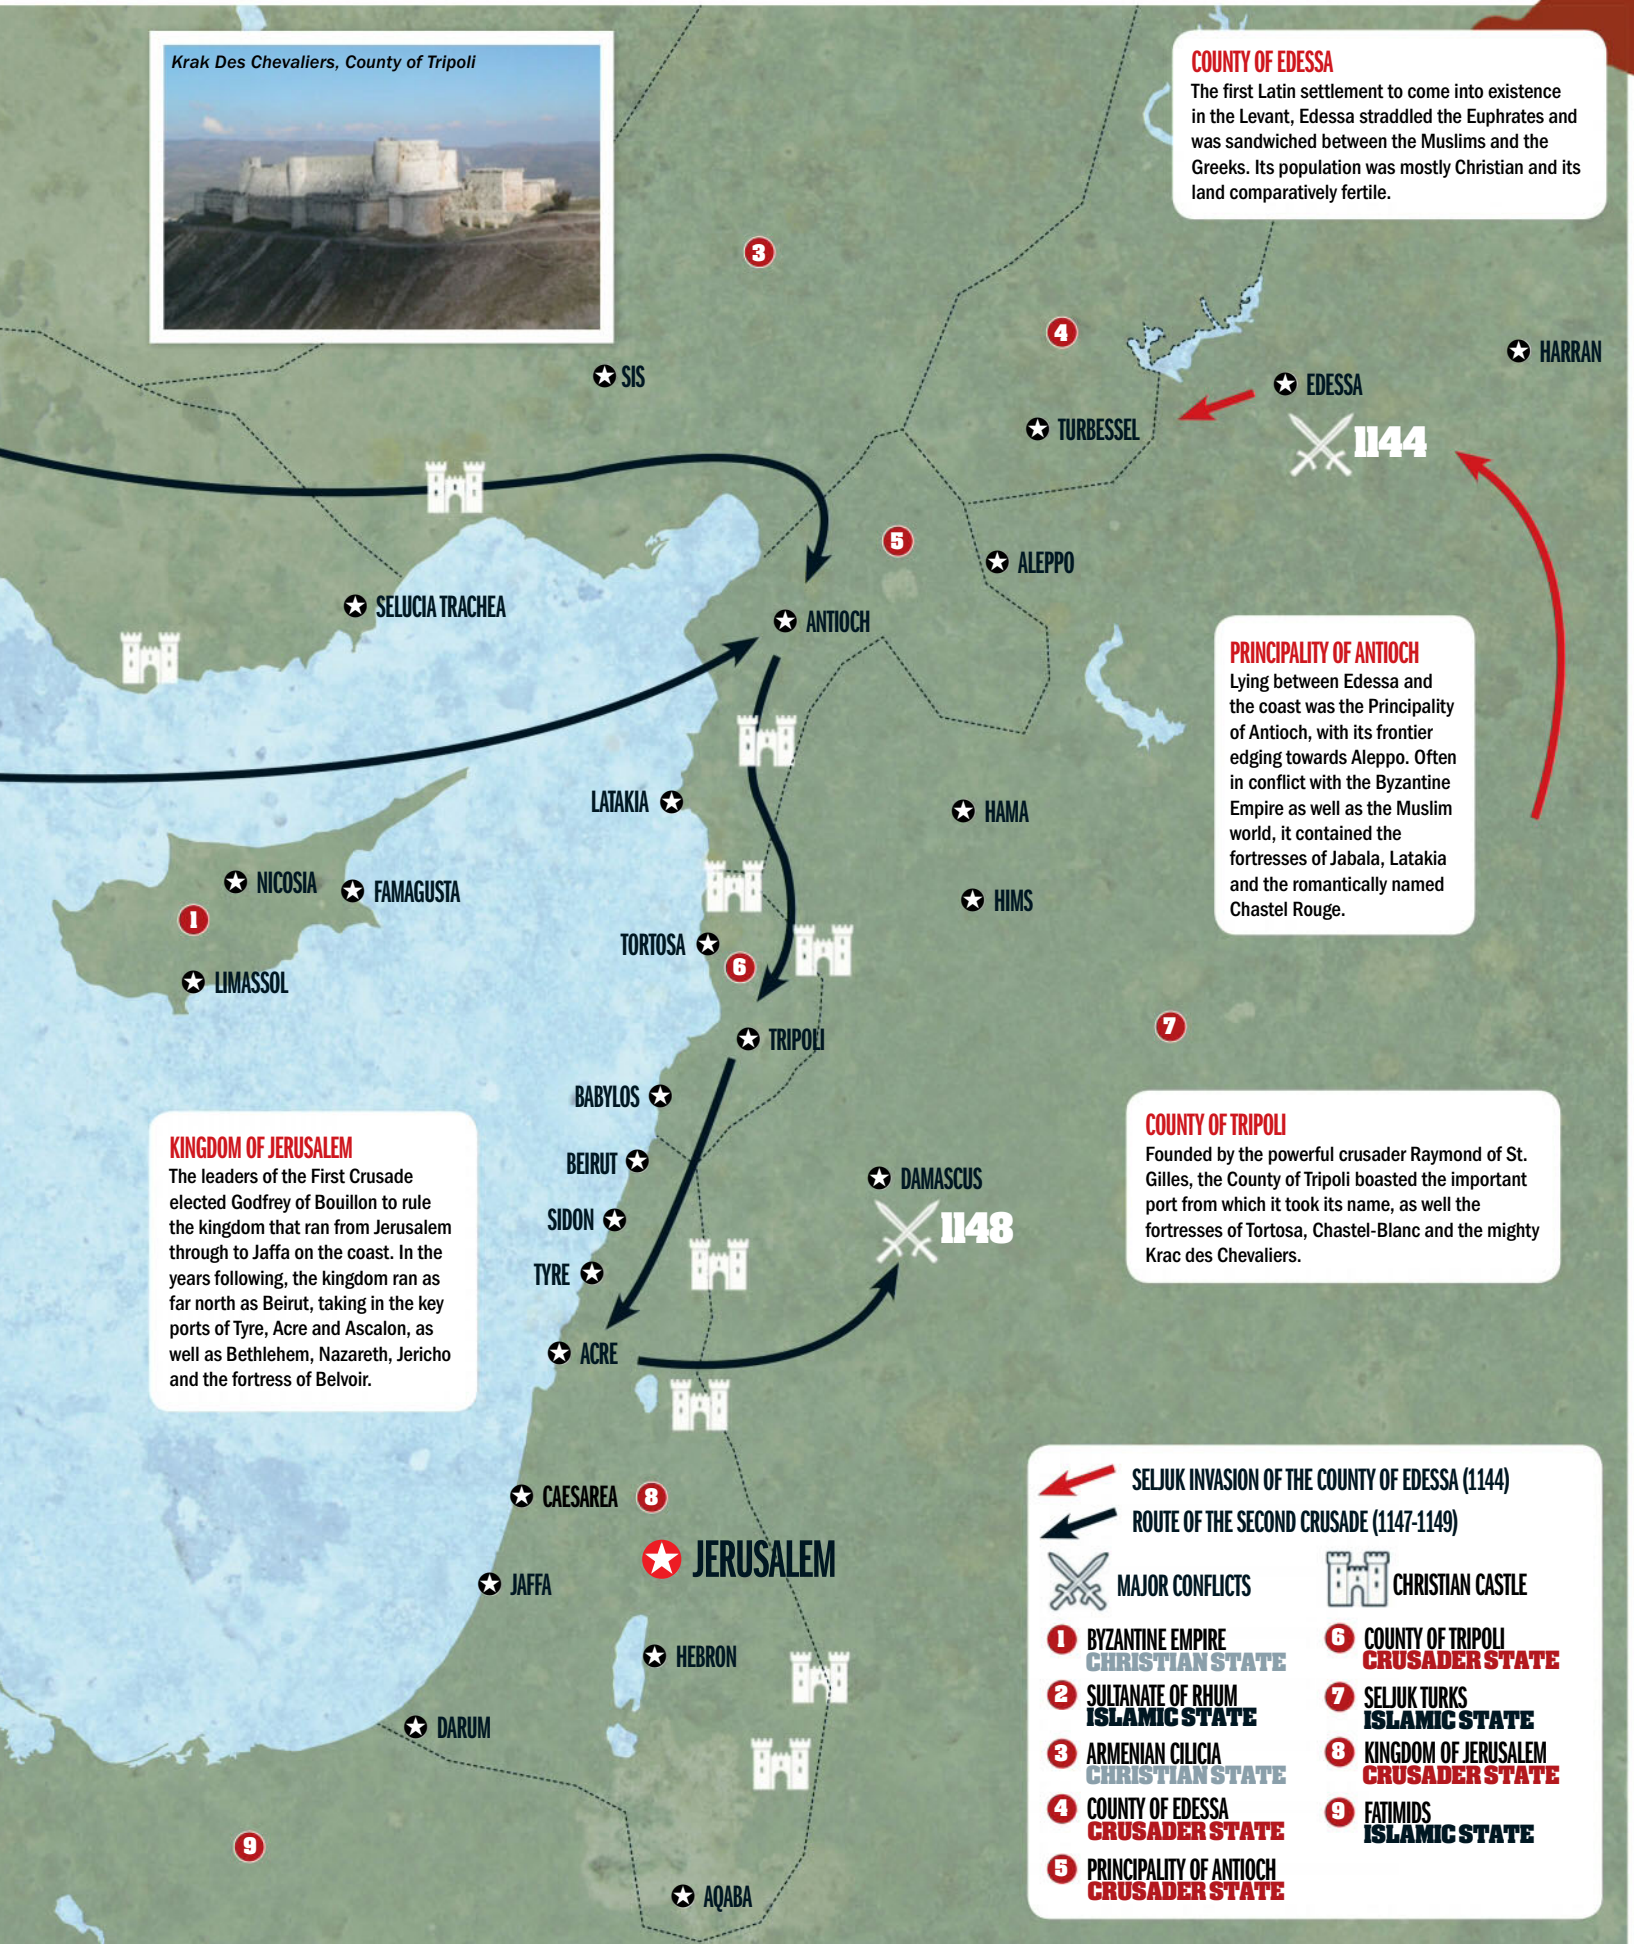 Krak Des Chevaliers, County of Tripoli
COUNTY OF EDESSA
The first Latin settlement to come into existence
in the Levant, Edessa straddled the Euphrates and
was sandwiched between the Muslims and the
Greeks. Its population was mostly Christian and its
land comparatively fertile.
3
4
HARRAN
SIS
EDESSA
TURBESSEL
1144
5
ALEPPO
SELUCIA TRACHEA
ANTIOCH
PRINCIPALITY OF ANTIOCH
Lying between Edessa and
the coast was the Principality
of Antioch, with its frontier
edging towards Aleppo. Often
in conflict with the Byzantine
Empire as well as the Muslim
world, it contained the
fortresses of Jabala, Latakia
and the romantically named
Chastel Rouge.
LATAKIA
HAMA
NICOSIA
FAMAGUSTA
HIMS
1
TORTOSA
6
LIMASSOL
7
TRIPOLI
BABYLOS
COUNTY OF TRIPOLI
Founded by the powerful crusader Raymond of St.
Gilles, the County of Tripoli boasted the important
port from which it took its name, as well the
fortresses of Tortosa, Chastel-Blanc and the mighty
Krac des Chevaliers.
KINGDOM OF JERUSALEM
The leaders of the First Crusade
elected Godfrey of Bouillon to rule
the kingdom that ran from Jerusalem
through to Jaffa on the coast. In the
years following, the kingdom ran as
far north as Beirut, taking in the key
ports of Tyre, Acre and Ascalon, as
well as Bethlehem, Nazareth, Jericho
and the fortress of Belvoir.
BEIRUT
DAMASCUS
SIDON
1148
TYRE
ACRE
CAESAREA
8
JERUSALEM
JAFFA
HEBRON
DARUM
9
AQABA
SELJUK INVASION OF THE COUNTY OF EDESSA (1144)
ROUTE OF THE SECOND CRUSADE (1147-1149)
MAJOR CONFLICTS
CHRISTIAN CASTLE
1 BYZANTINE EMPIRE
CHRISTIAN STATE
2 SULTANATE OF RHUM
ISLAMIC STATE
3 ARMENIAN CILICIA
CHRISTIAN STATE
4 COUNTY OF EDESSA
CRUSADER STATE
5 PRINCIPALITY OF ANTIOCH
CRUSADER STATE
6 COUNTY OF TRIPOLI
CRUSADER STATE
7 SELJUK TURKS
ISLAMIC STATE
8 KINGDOM OF JERUSALEM
CRUSADER STATE
9 FATIMIDS
ISLAMIC STATE